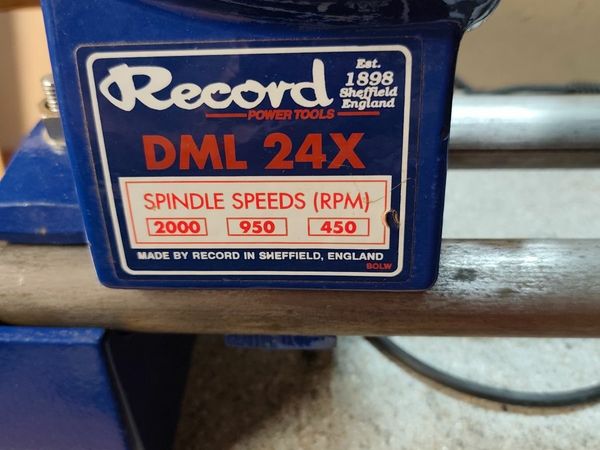 Record
POWER TOOLS
Est.
1898
Sheffield
England
DML 24X
SPINDLE SPEEDS (RPM)
2000 950 450
MADE BY RECORD IN SHEFFIELD, ENGLAND
BOLW